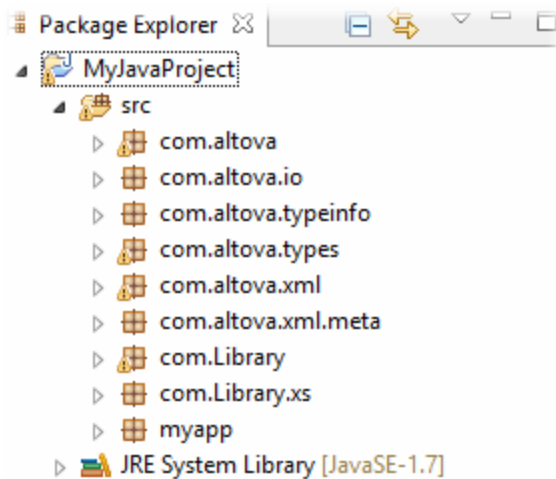 Package Explorer
MyJavaProject
src
com.altova
com.altova.io
com.altova.typeinfo
com.altova.types
com.altova.xml
com.altova.xml.meta
com.Library
com.Library.xs
myapp
JRE System Library [JavaSE-1.7]